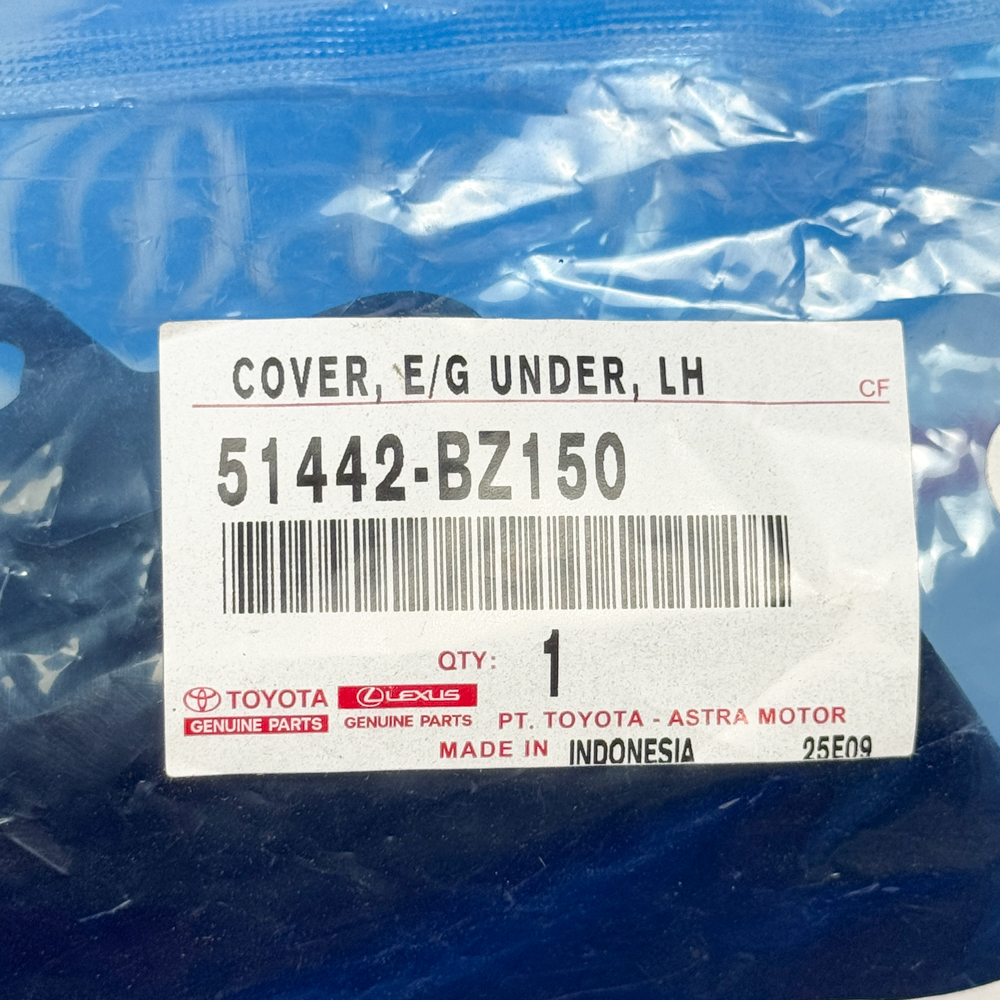 COVER, E/G UNDER, LH
CF
51442-BZ150
QTY: 1
TOYOTA
GENUINE PARTS
LEXUS
GENUINE PARTS
PT. TOYOTA - ASTRA MOTOR
MADE IN INDONESIA
25E09